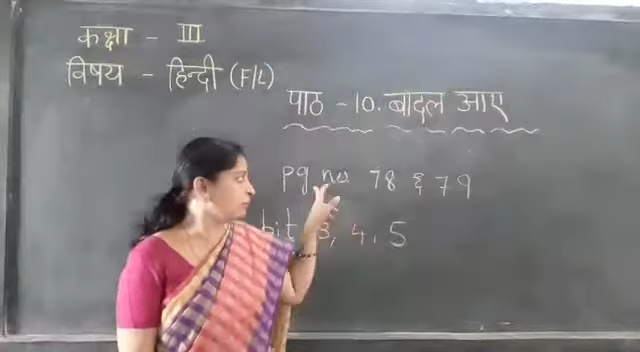 कक्षा - III
विषय - हिन्दी (F/L)
पाठ - 10. बादल आए
pg no 78 & 79
bit 3, 4, 5